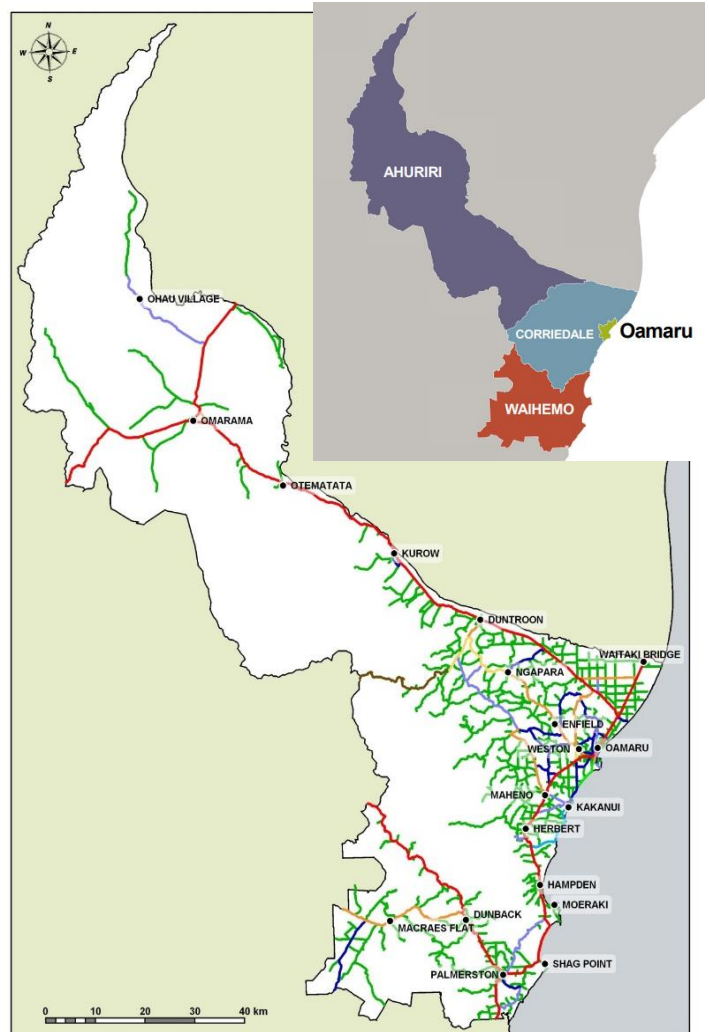 N
W E
S
AHURIRI
CORRIEDALE
Oamaru
WAIHEMO
OHAU VILLAGE
OMARAMA
OTEMATATA
KUROW
DUNTROON
WAITAKI BRIDGE
NGAPARA
ENFIELD
WESTON
OAMARU
MAHENO
KAKANUI
HERBERT
HAMPDEN
MOERAKI
DUNBACK
MACRAES FLAT
SHAG POINT
PALMERSTON
0 10 20 30 40 km